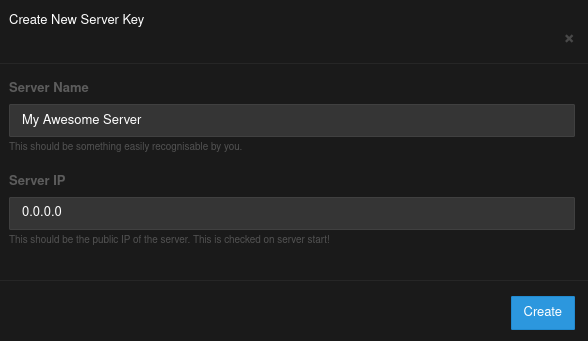 Create New Server Key
×
Server Name
My Awesome Server
This should be something easily recognisable by you.
Server IP
0.0.0.0
This should be the public IP of the server. This is checked on server start!
Create